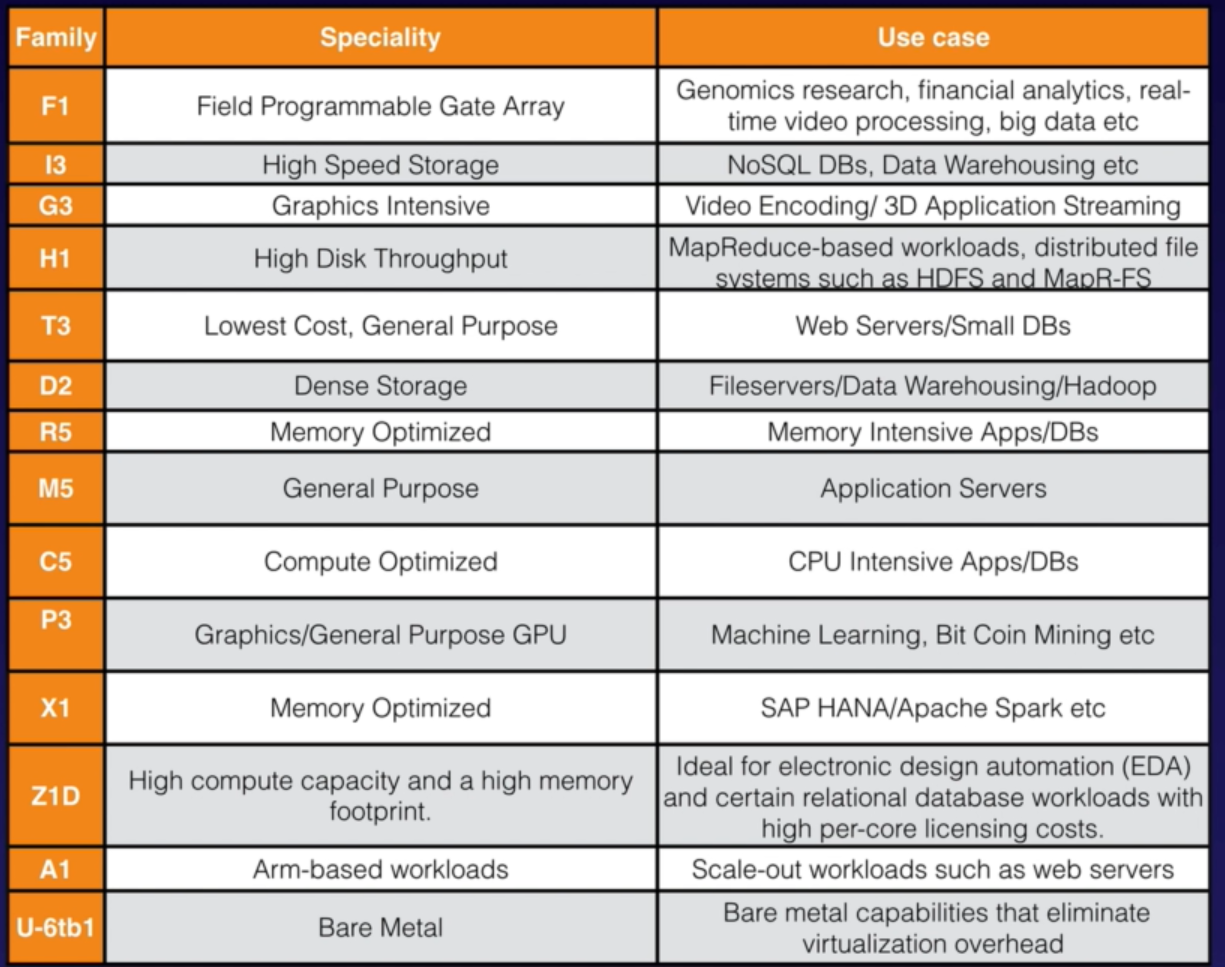 Family Speciality Use case
F1 Field Programmable Gate Array Genomics research, financial analytics, real-
time video processing, big data etc
I3 High Speed Storage NoSQL DBs, Data Warehousing etc
G3 Graphics Intensive Video Encoding/ 3D Application Streaming
H1 High Disk Throughput MapReduce-based workloads, distributed file
systems such as HDFS and MapR-FS
T3 Lowest Cost, General Purpose Web Servers/Small DBs
D2 Dense Storage Fileservers/Data Warehousing/Hadoop
R5 Memory Optimized Memory Intensive Apps/DBs
M5 General Purpose Application Servers
C5 Compute Optimized CPU Intensive Apps/DBs
P3 Graphics/General Purpose GPU Machine Learning, Bit Coin Mining etc
X1 Memory Optimized SAP HANA/Apache Spark etc
Z1D High compute capacity and a high memory
footprint. Ideal for electronic design automation (EDA)
and certain relational database workloads with
high per-core licensing costs.
A1 Arm-based workloads Scale-out workloads such as web servers
U-6tb1 Bare Metal Bare metal capabilities that eliminate
virtualization overhead